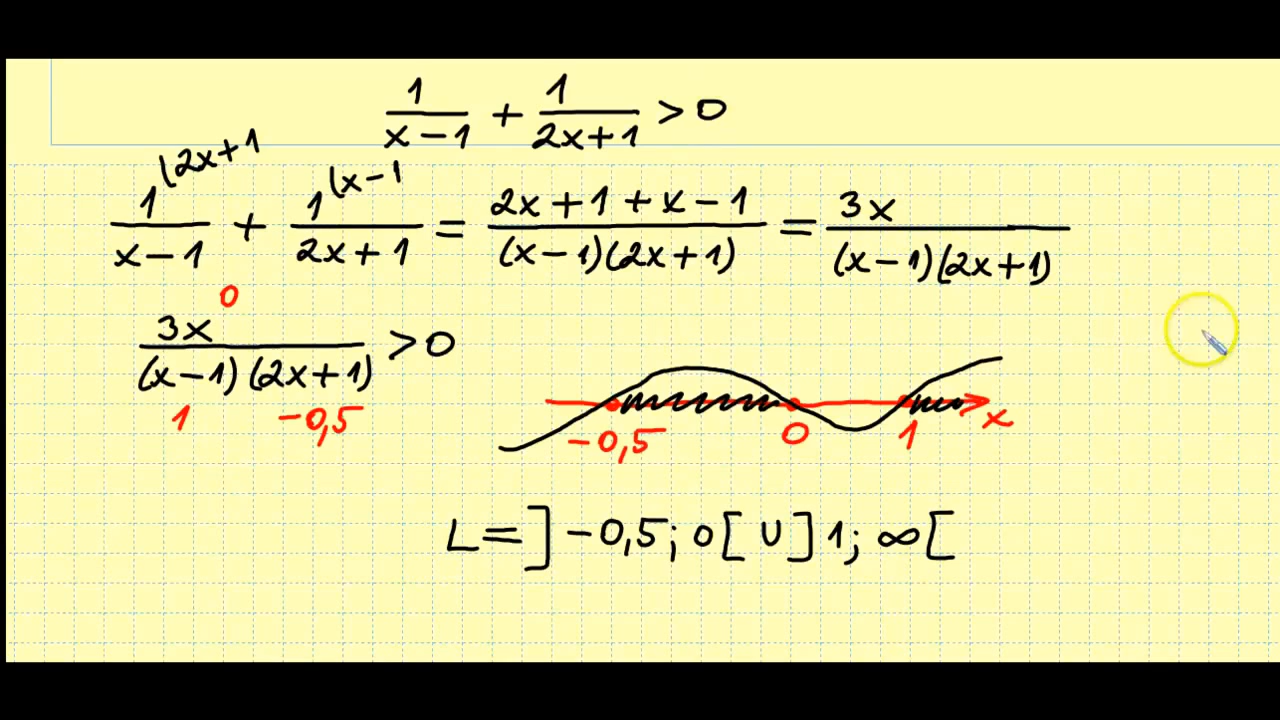 1/(x−1) + 1/(2x+1) > 0
1^(2x+1/(x−1) + 1^(x−1/(2x+1) = (2x+1+x−1)/((x−1)(2x+1)) = 3x/((x−1)(2x+1))
0
3x/((x−1)(2x+1)) > 0
1 −0,5
−0,5 0 1 x
L = ]−0,5; 0[ ∪ ]1; ∞[